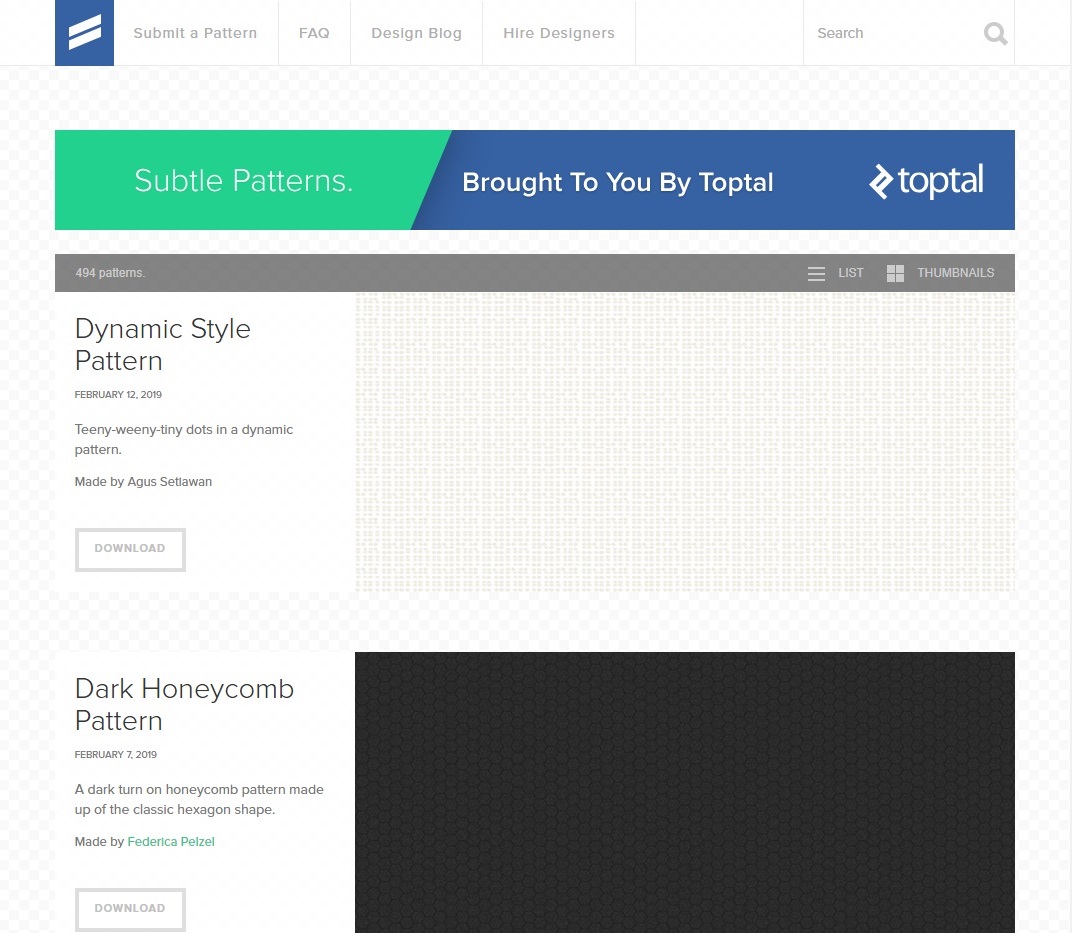 Submit a Pattern FAQ Design Blog Hire Designers Search
Subtle Patterns. Brought To You By Toptal toptal
494 patterns. LIST THUMBNAILS
Dynamic Style
Pattern
FEBRUARY 12, 2019
Teeny-weeny-tiny dots in a dynamic
pattern.
Made by Agus Setiawan
DOWNLOAD
Dark Honeycomb
Pattern
FEBRUARY 7, 2019
A dark turn on honeycomb pattern made
up of the classic hexagon shape.
Made by Federica Pelzel
DOWNLOAD